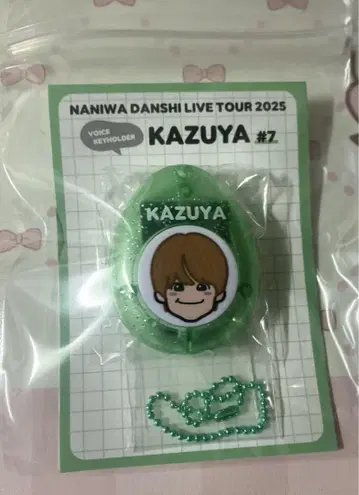 NANIWA DANSHI LIVE TOUR 2025
VOICE
KEYHOLDER
KAZUYA #7
KAZUYA